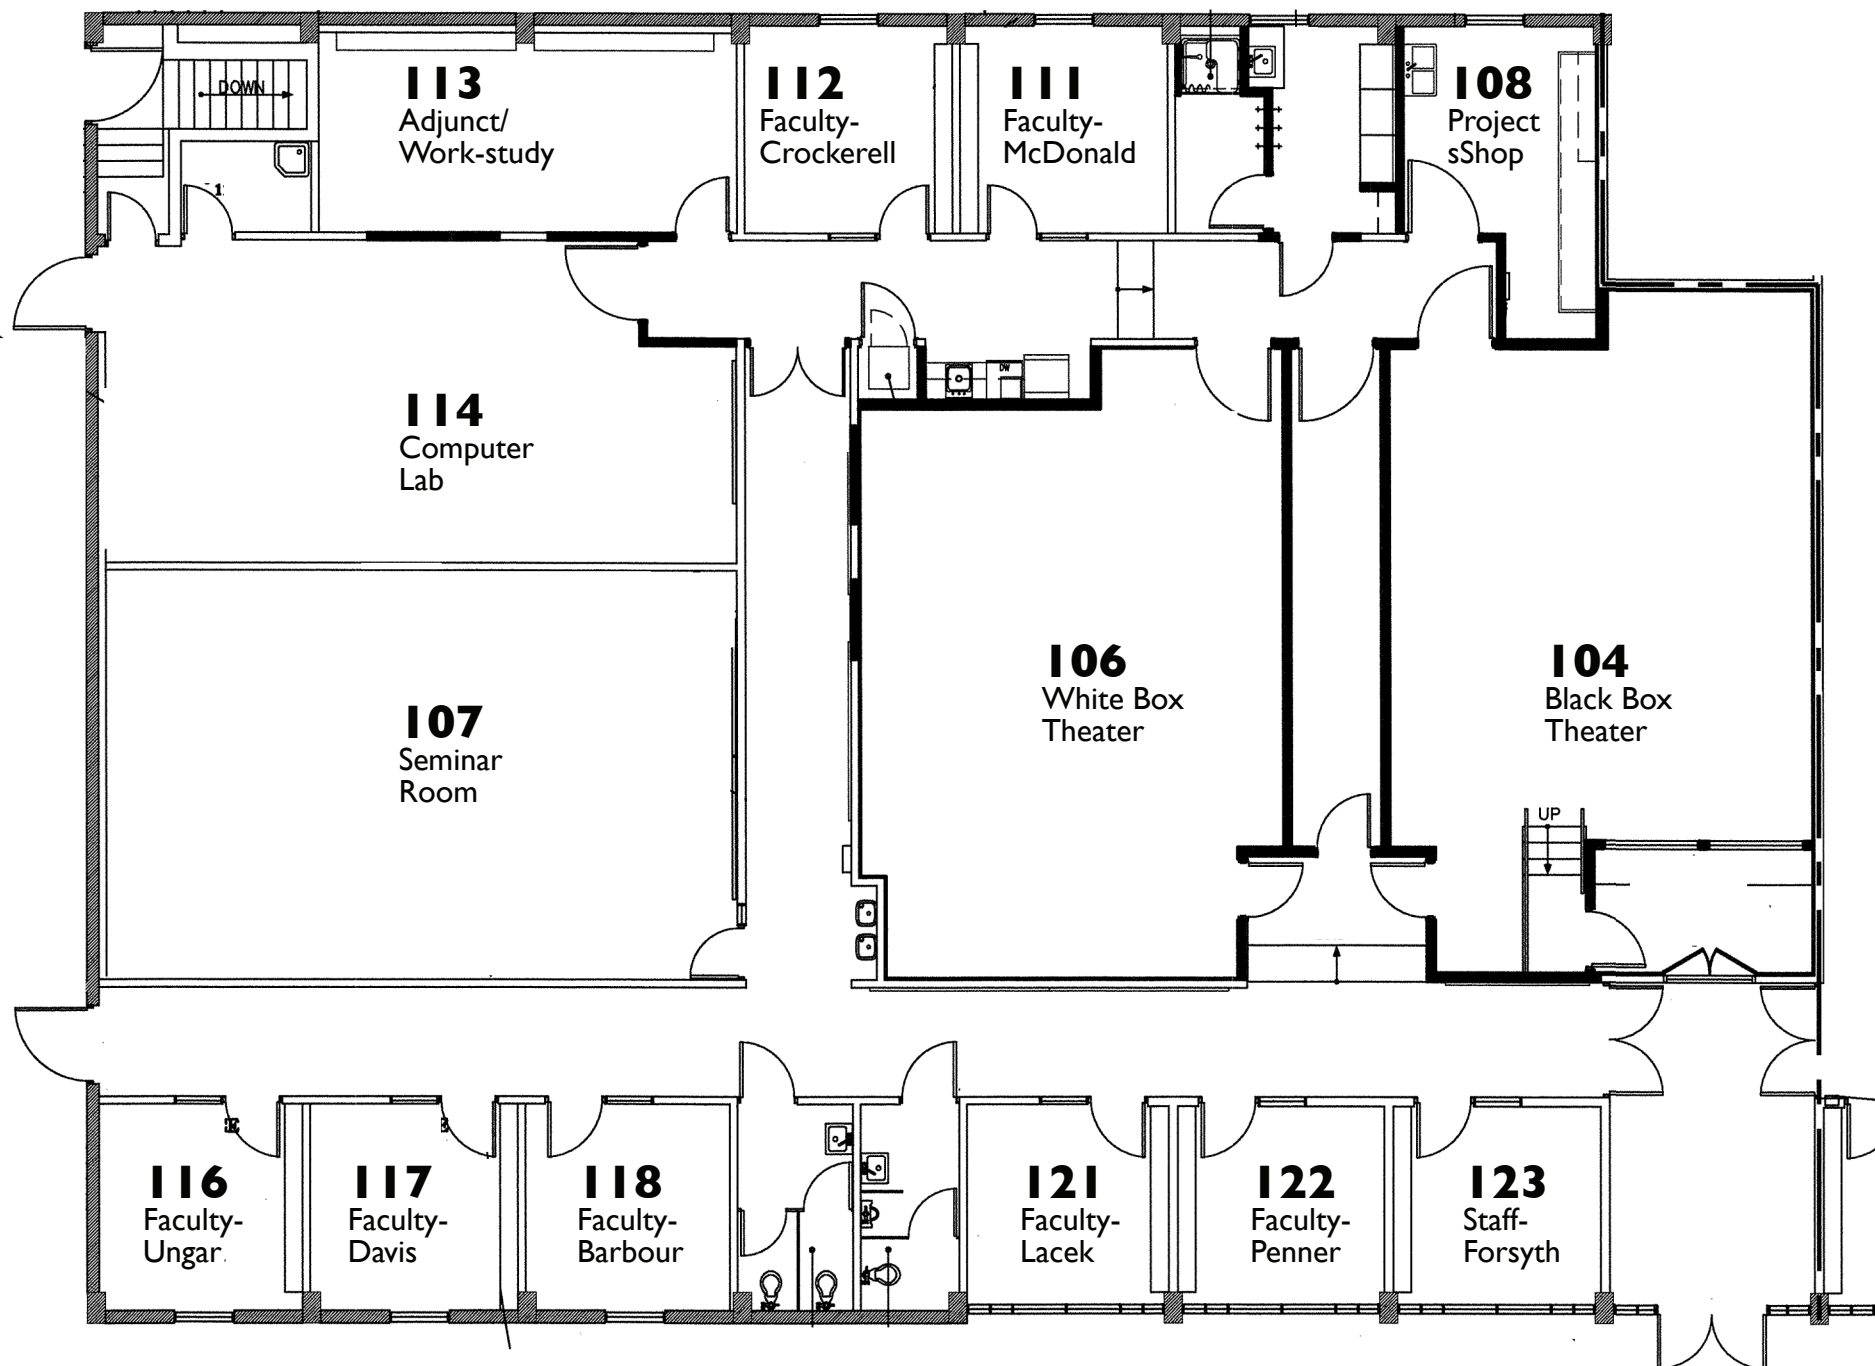 DOWN
113
Adjunct/
Work-study
112
Faculty-
Crockerell
111
Faculty-
McDonald
108
Project
sShop
1
DW
114
Computer
Lab
107
Seminar
Room
106
White Box
Theater
104
Black Box
Theater
UP
116
Faculty-
Ungar
117
Faculty-
Davis
118
Faculty-
Barbour
121
Faculty-
Lacek
122
Faculty-
Penner
123
Staff-
Forsyth